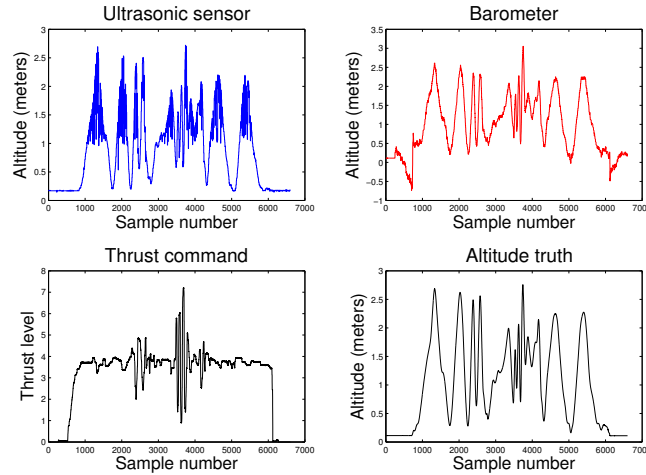 Ultrasonic sensor
3
2.5
2
1.5
1
0.5
0
0 1000 2000 3000 4000 5000 6000 7000
Altitude (meters)
Sample number
Barometer
3.5
3
2.5
2
1.5
1
0.5
0
−0.5
−1
0 1000 2000 3000 4000 5000 6000 7000
Altitude (meters)
Sample number
Thrust command
8
7
6
5
4
3
2
1
0
0 1000 2000 3000 4000 5000 6000 7000
Thrust level
Sample number
Altitude truth
3
2.5
2
1.5
1
0.5
0
0 1000 2000 3000 4000 5000 6000 7000
Altitude (meters)
Sample number